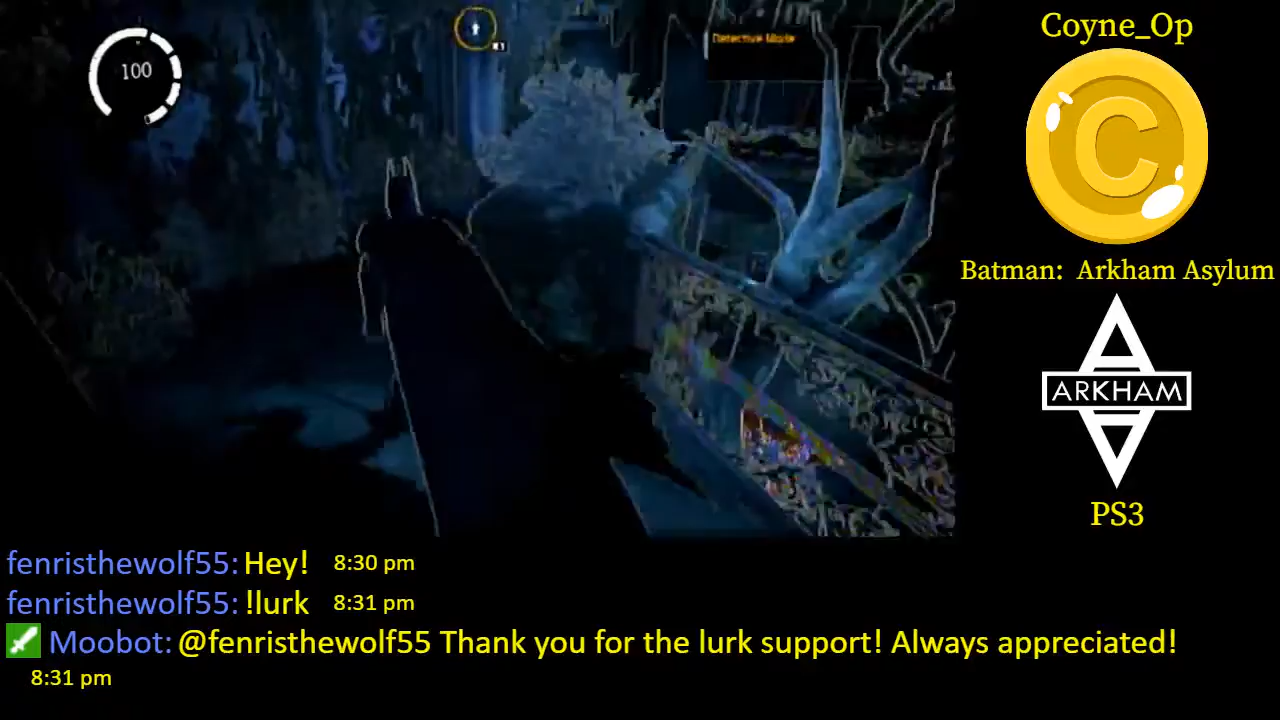 100
Detective Mode
Coyne_Op
C
Batman: Arkham Asylum
ARKHAM
PS3
fenristhewolf55: Hey! 8:30 pm
fenristhewolf55: !lurk 8:31 pm
Moobot: @fenristhewolf55 Thank you for the lurk support! Always appreciated!
8:31 pm